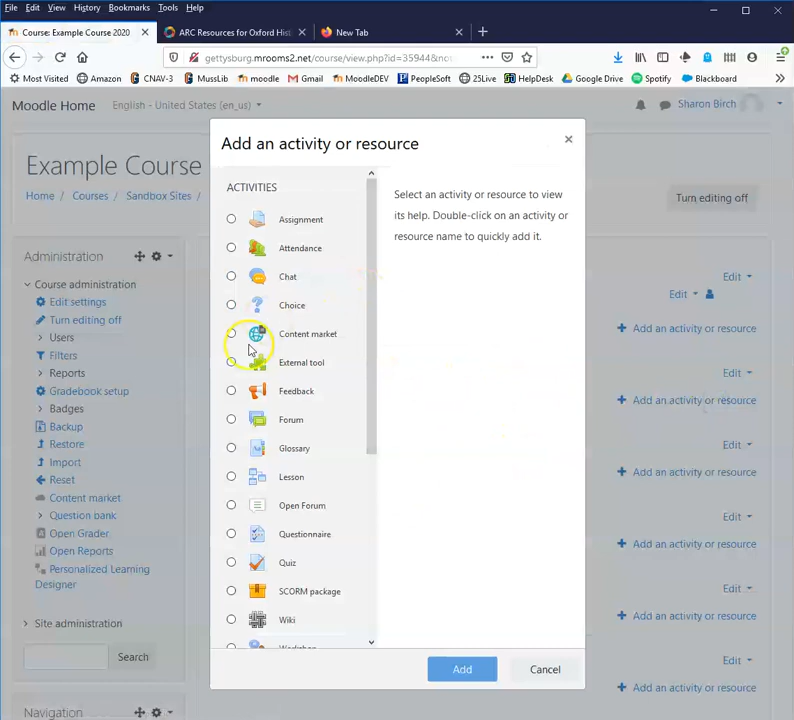 File Edit View History Bookmarks Tools Help
Course: Example Course 2020
ARC Resources for Oxford Hist
New Tab
gettysburg.mrooms2.net/course/view.php?id=35944&no
Most Visited Amazon CNAV-3 MussLib moodle Gmail MoodleDEV PeopleSoft 25Live HelpDesk Google Drive Spotify Blackboard
Moodle Home
English - United States (en_us)
Sharon Birch
Example Course
Home / Courses / Sandbox Sites /
Turn editing off
Administration
Course administration
Edit settings
Turn editing off
Users
Filters
Reports
Gradebook setup
Badges
Backup
Restore
Import
Reset
Content market
Question bank
Open Grader
Open Reports
Personalized Learning
Designer
Site administration
Search
Navigation
Add an activity or resource
ACTIVITIES
Assignment
Attendance
Chat
Choice
Content market
External tool
Feedback
Forum
Glossary
Lesson
Open Forum
Questionnaire
Quiz
SCORM package
Wiki
Workshop
Select an activity or resource to view
its help. Double-click on an activity or
resource name to quickly add it.
Add
Cancel
Edit
Edit
Add an activity or resource
Edit
Add an activity or resource
Edit
Add an activity or resource
Edit
Add an activity or resource
Edit
Add an activity or resource
Edit
Add an activity or resource